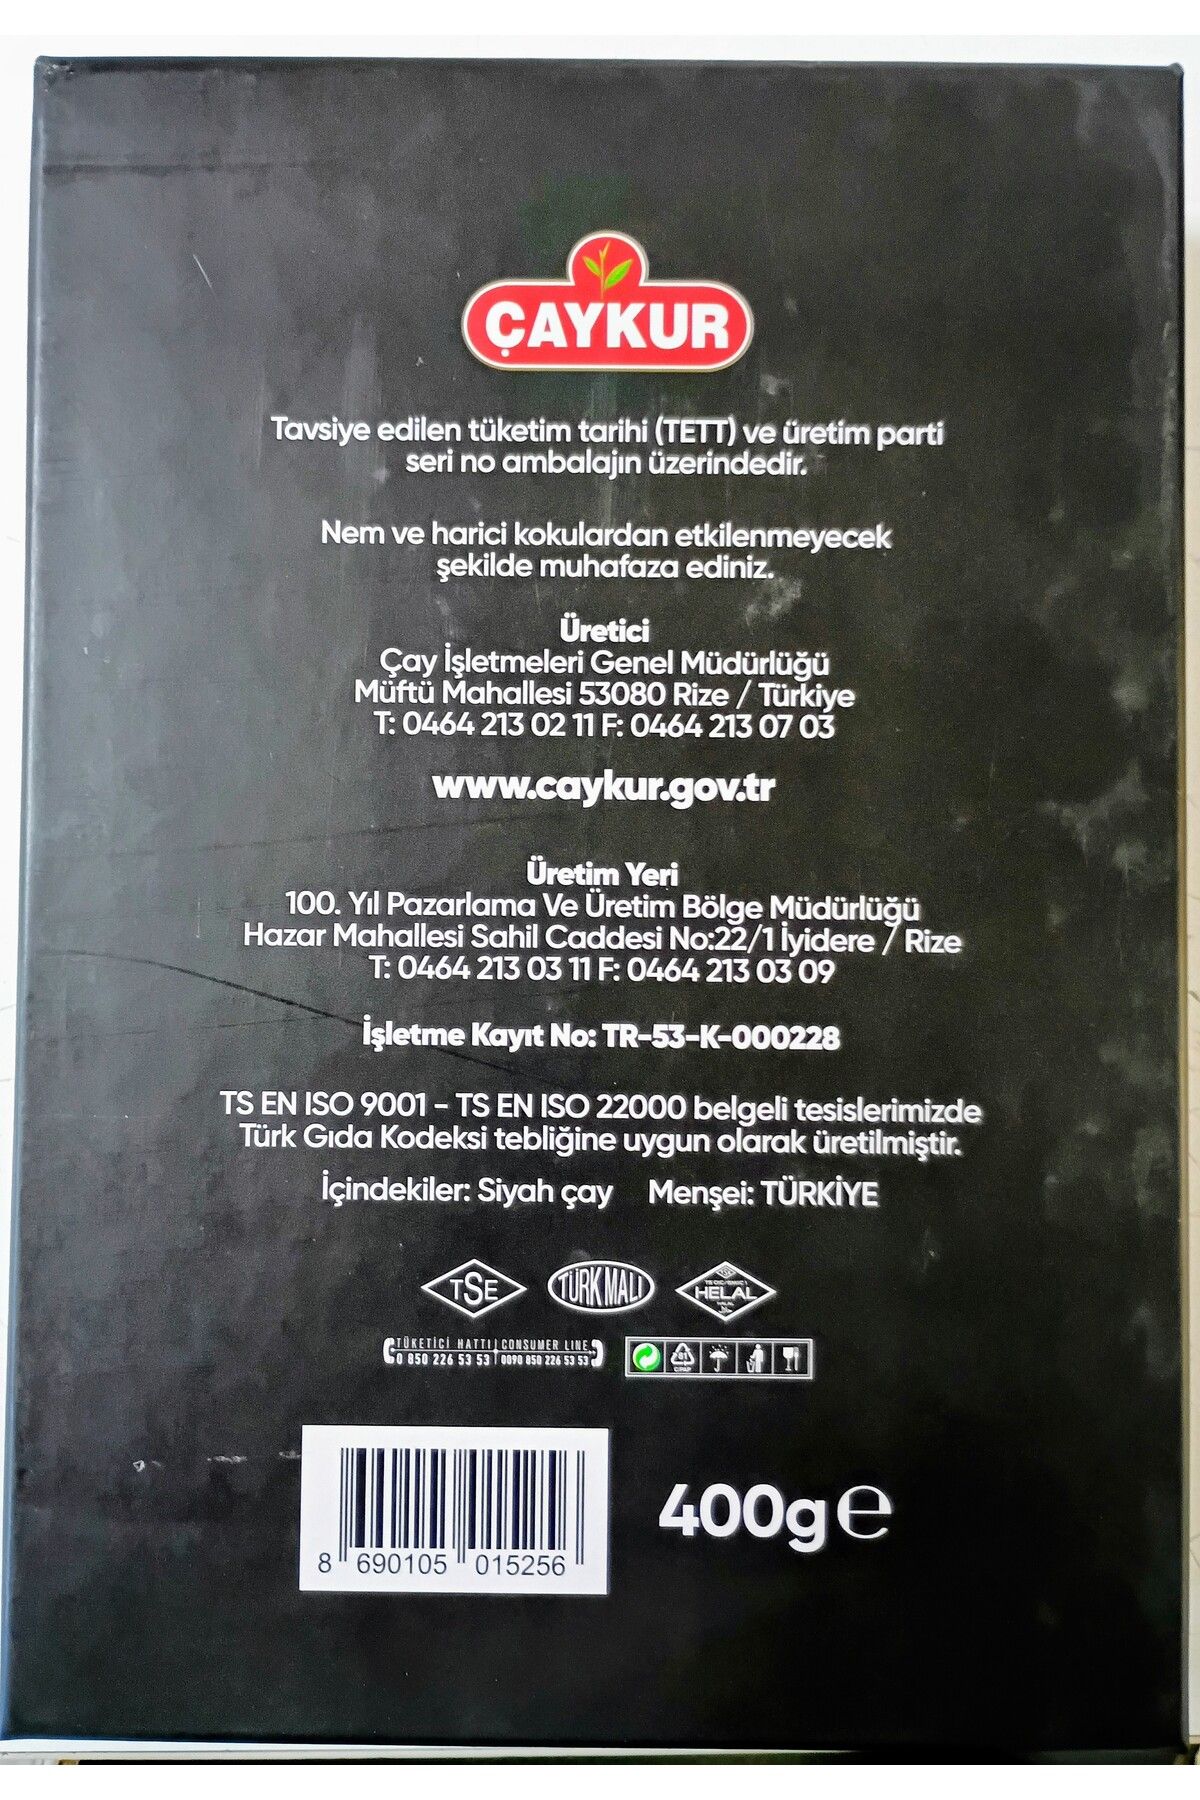 ÇAYKUR
Tavsiye edilen tüketim tarihi (TETT) ve üretim parti
seri no ambalajın üzerindedir.
Nem ve harici kokulardan etkilenmeyecek
şekilde muhafaza ediniz.
Üretici
Çay İşletmeleri Genel Müdürlüğü
Müftü Mahallesi 53080 Rize / Türkiye
T: 0464 213 02 11 F: 0464 213 07 03
www.caykur.gov.tr
Üretim Yeri
100. Yıl Pazarlama Ve Üretim Bölge Müdürlüğü
Hazar Mahallesi Sahil Caddesi No:22/1 İyidere / Rize
T: 0464 213 03 11 F: 0464 213 03 09
İşletme Kayıt No: TR-53-K-000228
TS EN ISO 9001 - TS EN ISO 22000 belgeli tesislerimizde
Türk Gıda Kodeksi tebliğine uygun olarak üretilmiştir.
İçindekiler: Siyah çay Menşei: TÜRKİYE
TSE TÜRK MALI HELAL
TÜKETİCİ HATTI CONSUMER LINE
0 850 226 53 53 0090 850 226 53 53
81
C/PAP
400g e
8 690105 015256